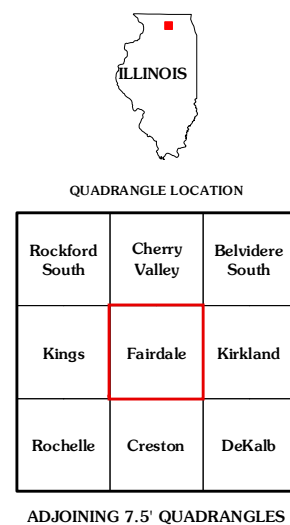 ILLINOIS
QUADRANGLE LOCATION
Rockford
South
Cherry
Valley
Belvidere
South
Kings
Fairdale
Kirkland
Rochelle
Creston
DeKalb
ADJOINING 7.5' QUADRANGLES